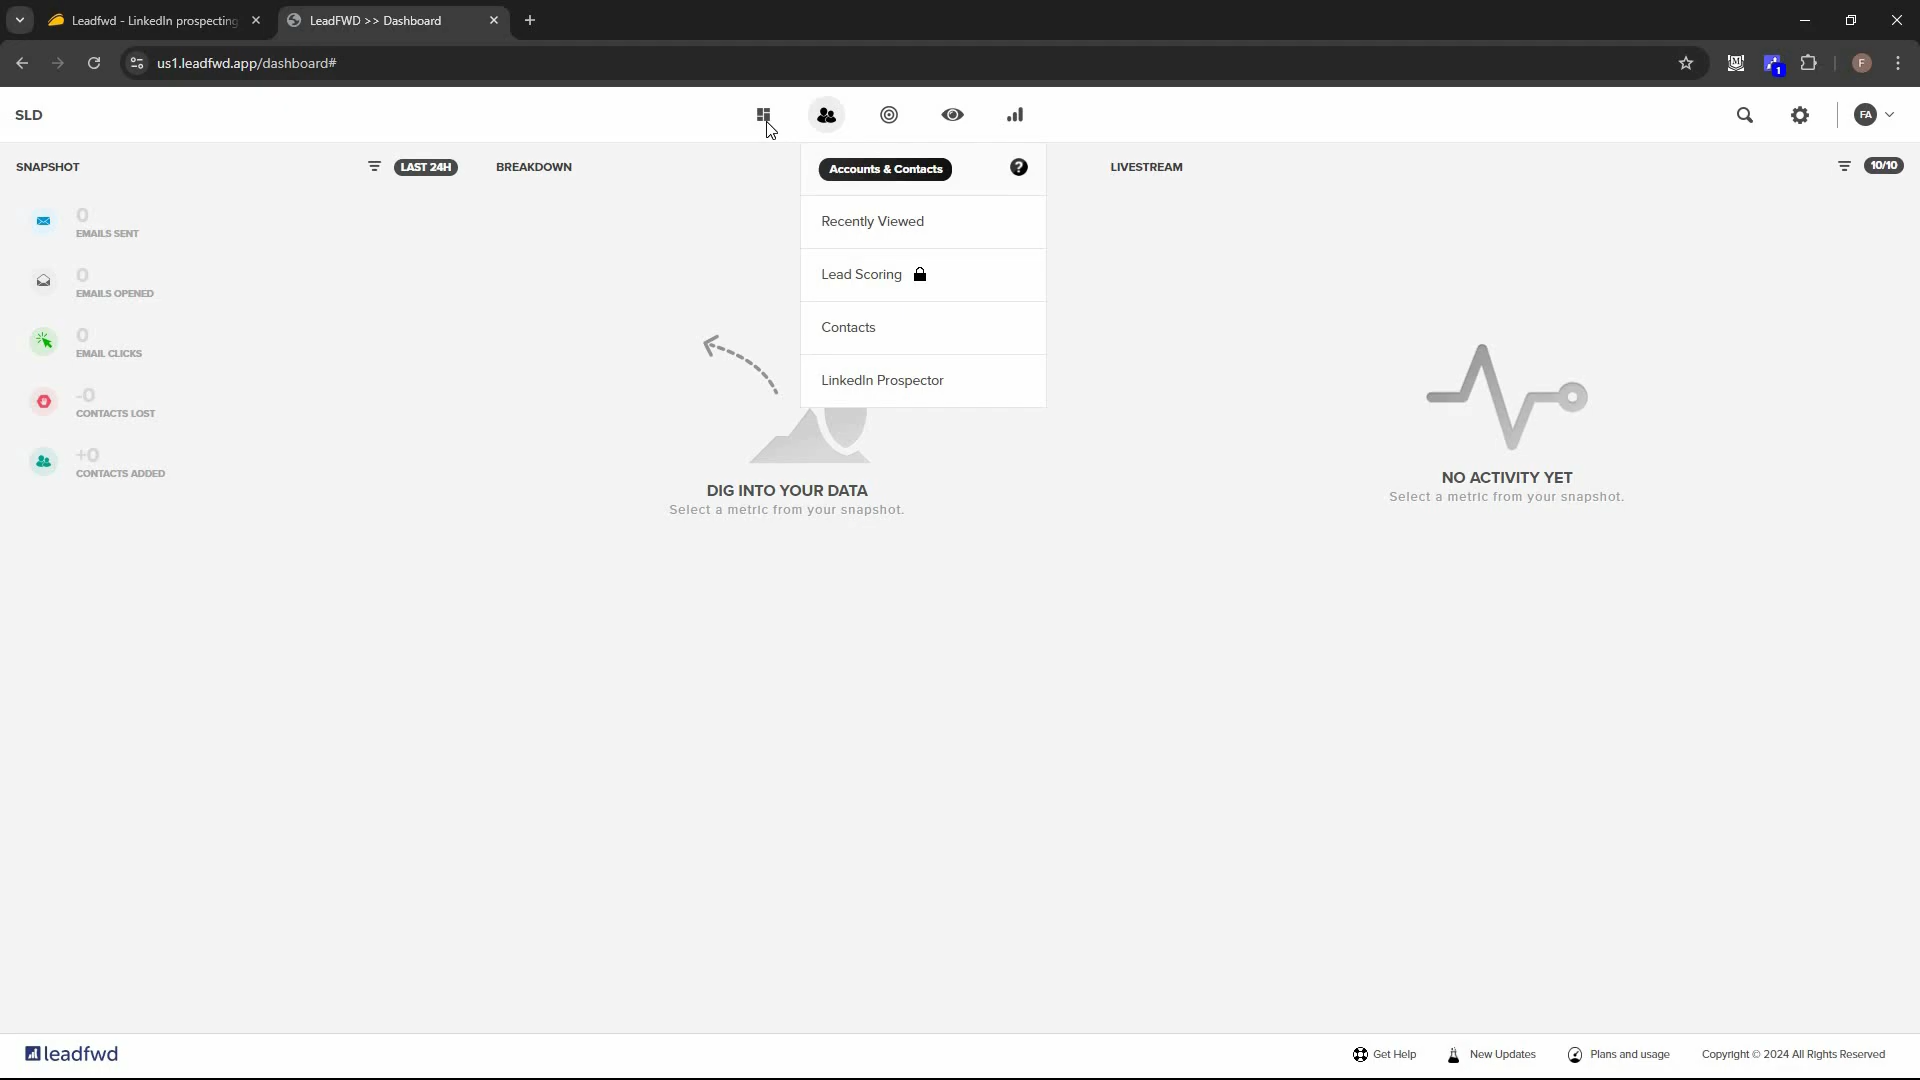 Leadfwd - LinkedIn prospecting
LeadFWD >> Dashboard
us1.leadfwd.app/dashboard#
1
F
SLD
FA
SNAPSHOT
LAST 24H
BREAKDOWN
Accounts & Contacts
?
LIVESTREAM
10/10
0
EMAILS SENT
0
EMAILS OPENED
0
EMAIL CLICKS
-0
CONTACTS LOST
+0
CONTACTS ADDED
Recently Viewed
Lead Scoring
Contacts
LinkedIn Prospector
DIG INTO YOUR DATA
Select a metric from your snapshot.
NO ACTIVITY YET
Select a metric from your snapshot.
leadfwd
Get Help
New Updates
Plans and usage
Copyright © 2024 All Rights Reserved